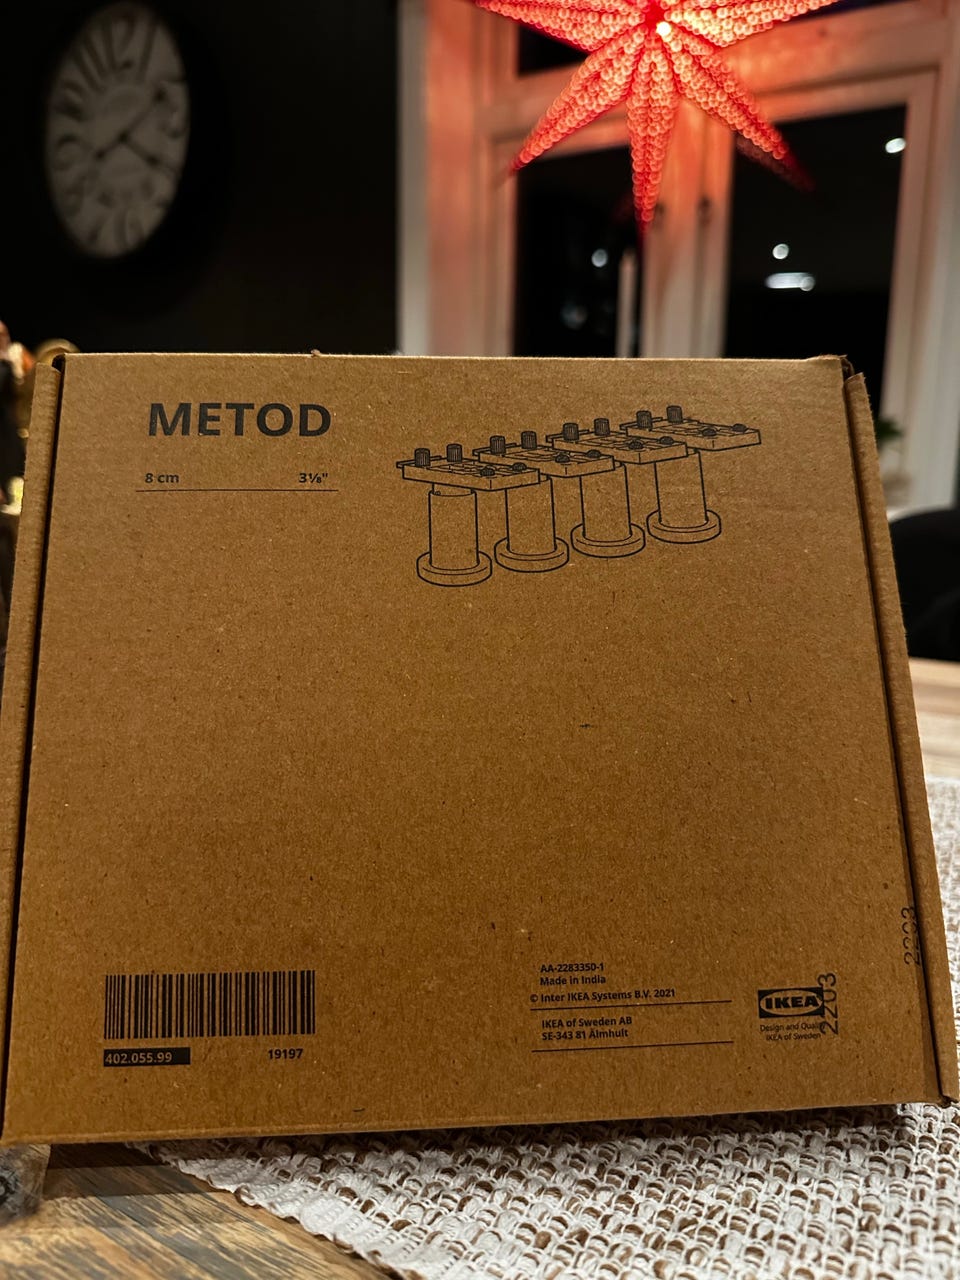 METOD
8 cm 3⅛"
AA-2283350-1
Made in India
© Inter IKEA Systems B.V. 2021
IKEA of Sweden AB
SE-343 81 Älmhult
IKEA
Design and Quality
IKEA of Sweden
2203
2203
402.055.99
19197